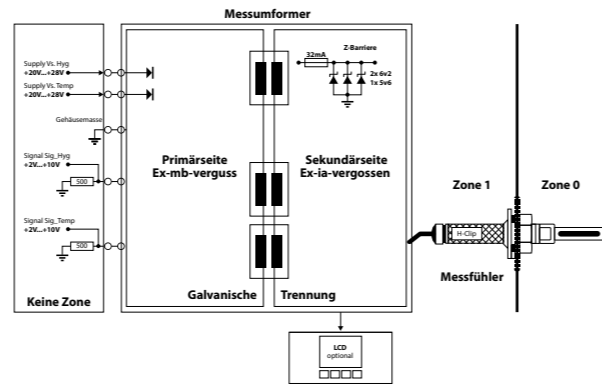 Messumformer
Supply Vs. Hyg
+20V...+28V
Supply Vs. Temp
+20V...+28V
Gehäusemasse
Signal Sig_Hyg
+2V...+10V
500
Signal Sig_Temp
+2V...+10V
500
Keine Zone
Primärseite
Ex-mb-verguss
Galvanische Trennung
32mA
Z-Barriere
2x 6v2
1x 5v6
Sekundärseite
Ex-ia-vergossen
Zone 1
Zone 0
H-Clip
Messfühler
LCD
optional